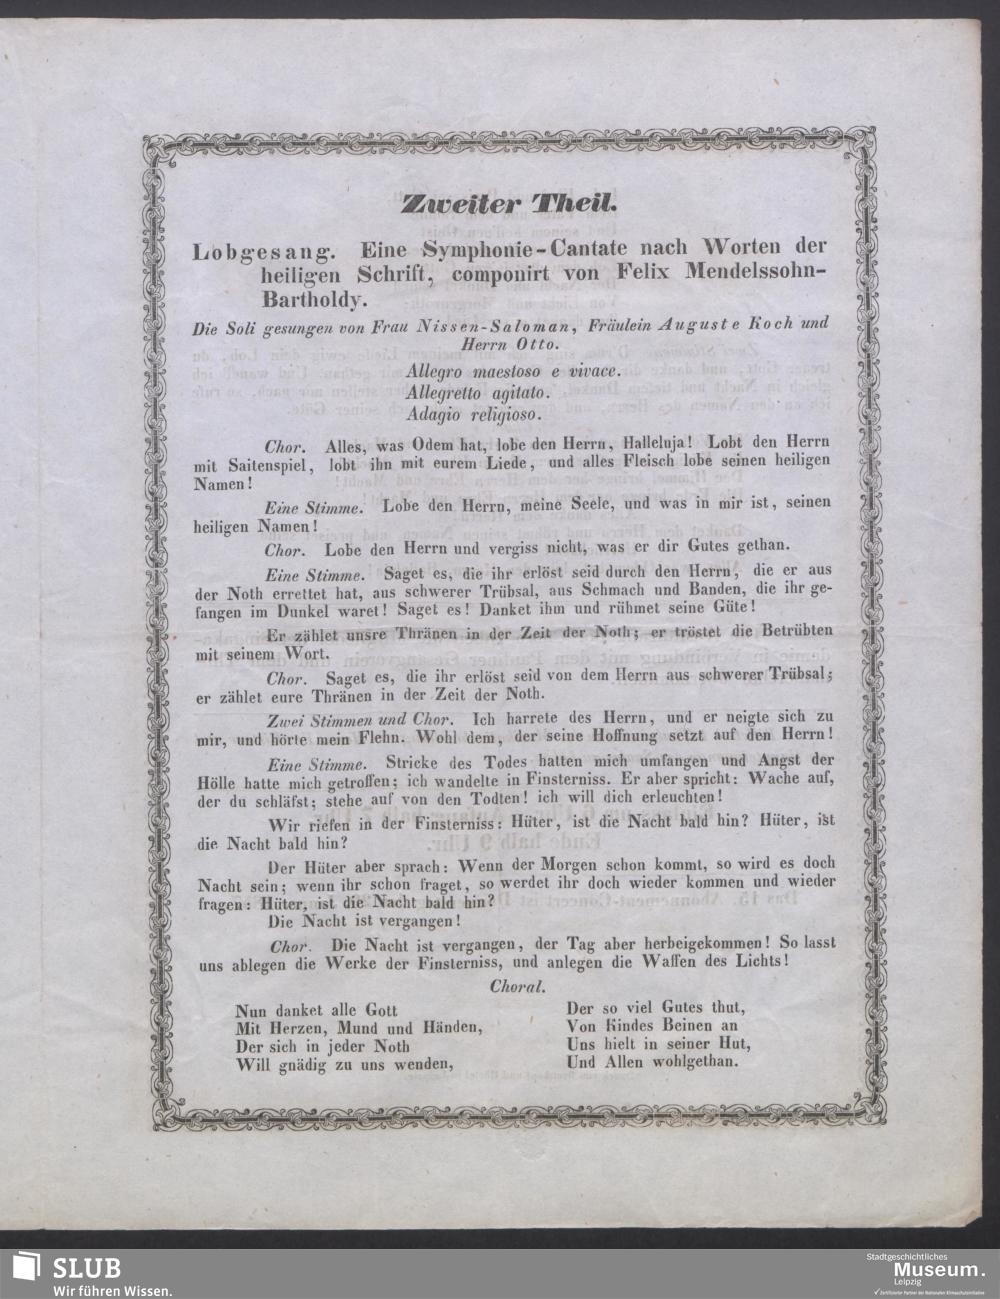 Zweiter Theil.
Lobgesang. Eine Symphonie-Cantate nach Worten der
heiligen Schrift, componirt von Felix Mendelssohn-
Bartholdy.
Die Soli gesungen von Frau Nissen-Saloman, Fräulein Auguste Koch und
Herrn Otto.
Allegro maestoso e vivace.
Allegretto agitato.
Adagio religioso.
Chor. Alles, was Odem hat, lobe den Herrn, Halleluja! Lobt den Herrn
mit Saitenspiel, lobt ihn mit eurem Liede, und alles Fleisch lobe seinen heiligen
Namen!
Eine Stimme. Lobe den Herrn, meine Seele, und was in mir ist, seinen
heiligen Namen!
Chor. Lobe den Herrn und vergiss nicht, was er dir Gutes gethan.
Eine Stimme. Saget es, die ihr erlöst seid durch den Herrn, die er aus
der Noth errettet hat, aus schwerer Trübsal, aus Schmach und Banden, die ihr ge-
fangen im Dunkel waret! Saget es! Danket ihm und rühmet seine Güte!
Er zählet unsre Thränen in der Zeit der Noth; er tröstet die Betrübten
mit seinem Wort.
Chor. Saget es, die ihr erlöst seid von dem Herrn aus schwerer Trübsal;
er zählet eure Thränen in der Zeit der Noth.
Zwei Stimmen und Chor. Ich harrete des Herrn, und er neigte sich zu
mir, und hörte mein Flehn. Wohl dem, der seine Hoffnung setzt auf den Herrn!
Eine Stimme. Stricke des Todes hatten mich umfangen und Angst der
Hölle hatte mich getroffen; ich wandelte in Finsterniss. Er aber spricht: Wache auf,
der du schläfst; stehe auf von den Todten! ich will dich erleuchten!
Wir riefen in der Finsterniss: Hüter, ist die Nacht bald hin? Hüter, ist
die Nacht bald hin?
Der Hüter aber sprach: Wenn der Morgen schon kommt, so wird es doch
Nacht sein; wenn ihr schon fraget, so werdet ihr doch wieder kommen und wieder
fragen: Hüter, ist die Nacht bald hin?
Die Nacht ist vergangen!
Chor. Die Nacht ist vergangen, der Tag aber herbeigekommen! So lasst
uns ablegen die Werke der Finsterniss, und anlegen die Waffen des Lichts!
Choral.
Nun danket alle Gott
Mit Herzen, Mund und Händen,
Der sich in jeder Noth
Will gnädig zu uns wenden,
Der so viel Gutes thut,
Von Kindes Beinen an
Uns hielt in seiner Hut,
Und Allen wohlgethan.
SLUB
Wir führen Wissen.
Stadtgeschichtliches
Museum.
Leipzig
Zertifizierter Partner der Nationalen Klimaschutzinitiative